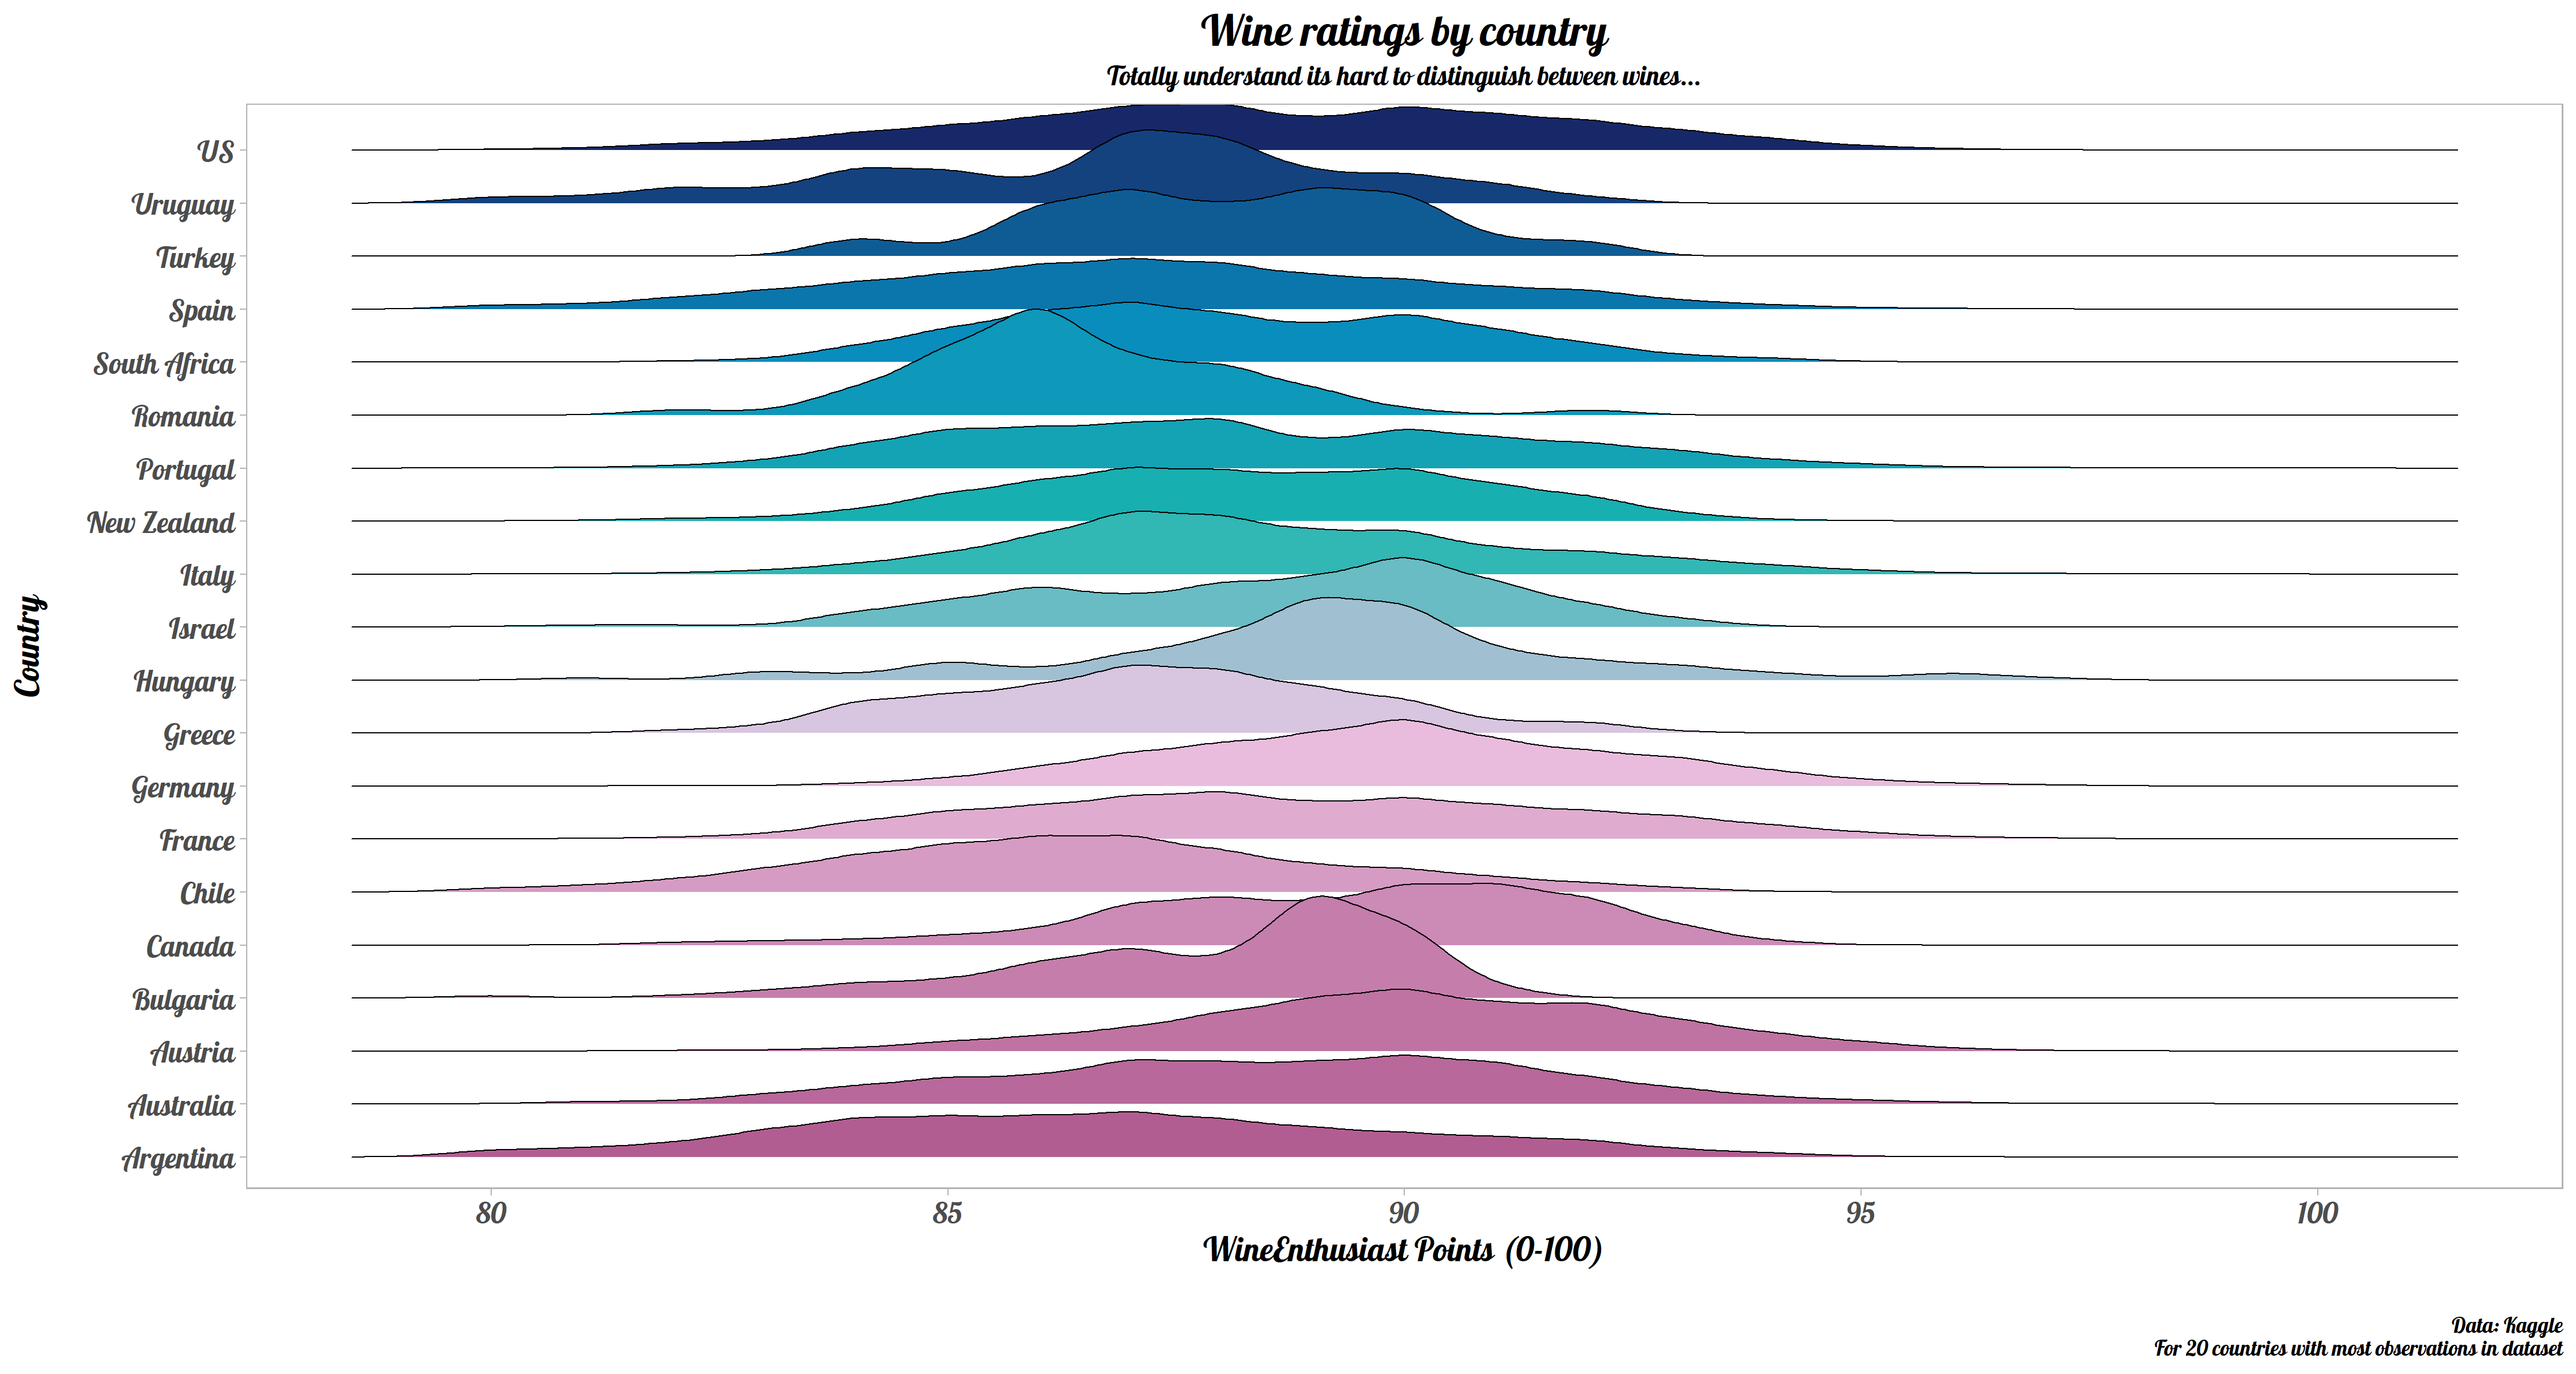 Wine ratings by country
Totally understand its hard to distinguish between wines...
US
Uruguay
Turkey
Spain
South Africa
Romania
Portugal
New Zealand
Italy
Israel
Hungary
Greece
Germany
France
Chile
Canada
Bulgaria
Austria
Australia
Argentina
Country
80 85 90 95 100
WineEnthusiast Points (0-100)
Data: Kaggle
For 20 countries with most observations in dataset